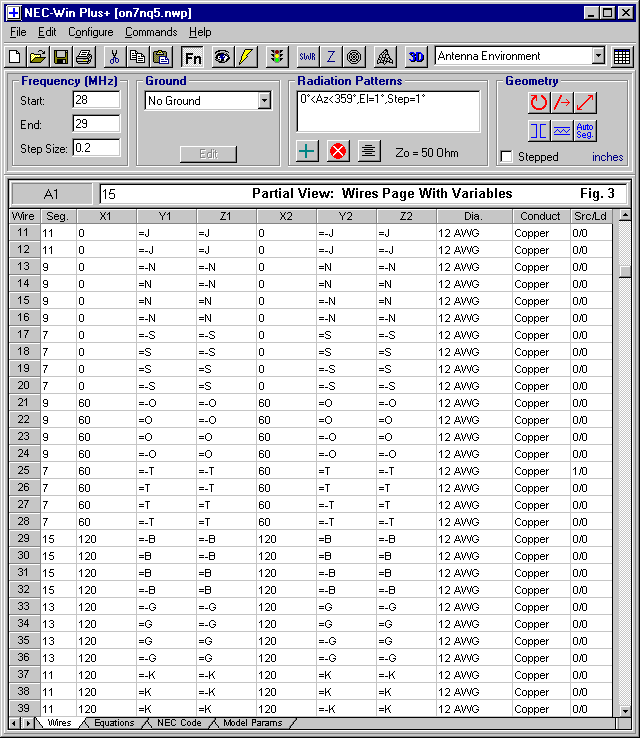 NEC-Win Plus+ [on7nq5.nwp]
File Edit Configure Commands Help
Fn SWR Z 3D Antenna Environment
Frequency (MHz) Ground Radiation Patterns Geometry
Start: 28 No Ground 0°<Az<359°,El=1°,Step=1°
End: 29 Auto Seg.
Step Size: 0.2 Edit Zo = 50 Ohm Stepped inches
A1 15 Partial View: Wires Page With Variables Fig. 3
Wire Seg. X1 Y1 Z1 X2 Y2 Z2 Dia. Conduct Src/Ld
11 11 0 =J =J 0 =-J =J 12 AWG Copper 0/0
12 11 0 =-J =J 0 =-J =-J 12 AWG Copper 0/0
13 9 0 =-N =-N 0 =N =-N 12 AWG Copper 0/0
14 9 0 =N =-N 0 =N =N 12 AWG Copper 0/0
15 9 0 =N =N 0 =-N =N 12 AWG Copper 0/0
16 9 0 =-N =N 0 =-N =-N 12 AWG Copper 0/0
17 7 0 =-S =-S 0 =S =-S 12 AWG Copper 0/0
18 7 0 =S =-S 0 =S =S 12 AWG Copper 0/0
19 7 0 =S =S 0 =-S =S 12 AWG Copper 0/0
20 7 0 =-S =S 0 =-S =-S 12 AWG Copper 0/0
21 9 60 =-O =-O 60 =O =-O 12 AWG Copper 0/0
22 9 60 =O =-O 60 =O =O 12 AWG Copper 0/0
23 9 60 =O =O 60 =-O =O 12 AWG Copper 0/0
24 9 60 =-O =O 60 =-O =-O 12 AWG Copper 0/0
25 7 60 =-T =-T 60 =T =-T 12 AWG Copper 1/0
26 7 60 =T =-T 60 =T =T 12 AWG Copper 0/0
27 7 60 =T =T 60 =-T =T 12 AWG Copper 0/0
28 7 60 =-T =T 60 =-T =-T 12 AWG Copper 0/0
29 15 120 =-B =-B 120 =B =-B 12 AWG Copper 0/0
30 15 120 =B =-B 120 =B =B 12 AWG Copper 0/0
31 15 120 =B =B 120 =-B =B 12 AWG Copper 0/0
32 15 120 =-B =B 120 =-B =-B 12 AWG Copper 0/0
33 13 120 =-G =-G 120 =G =-G 12 AWG Copper 0/0
34 13 120 =G =-G 120 =G =G 12 AWG Copper 0/0
35 13 120 =G =G 120 =-G =G 12 AWG Copper 0/0
36 13 120 =-G =G 120 =-G =-G 12 AWG Copper 0/0
37 11 120 =-K =-K 120 =K =-K 12 AWG Copper 0/0
38 11 120 =K =-K 120 =K =K 12 AWG Copper 0/0
39 11 120 =K =K 120 =-K =K 12 AWG Copper 0/0
Wires Equations NEC Code Model Params